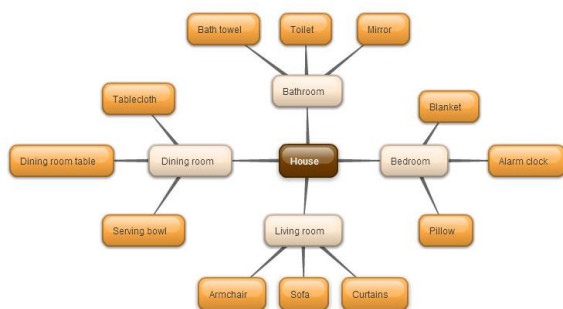 Bath towel
Toilet
Mirror
Bathroom
Tablecloth
Blanket
Dining room table
Dining room
House
Bedroom
Alarm clock
Serving bowl
Living room
Pillow
Armchair
Sofa
Curtains